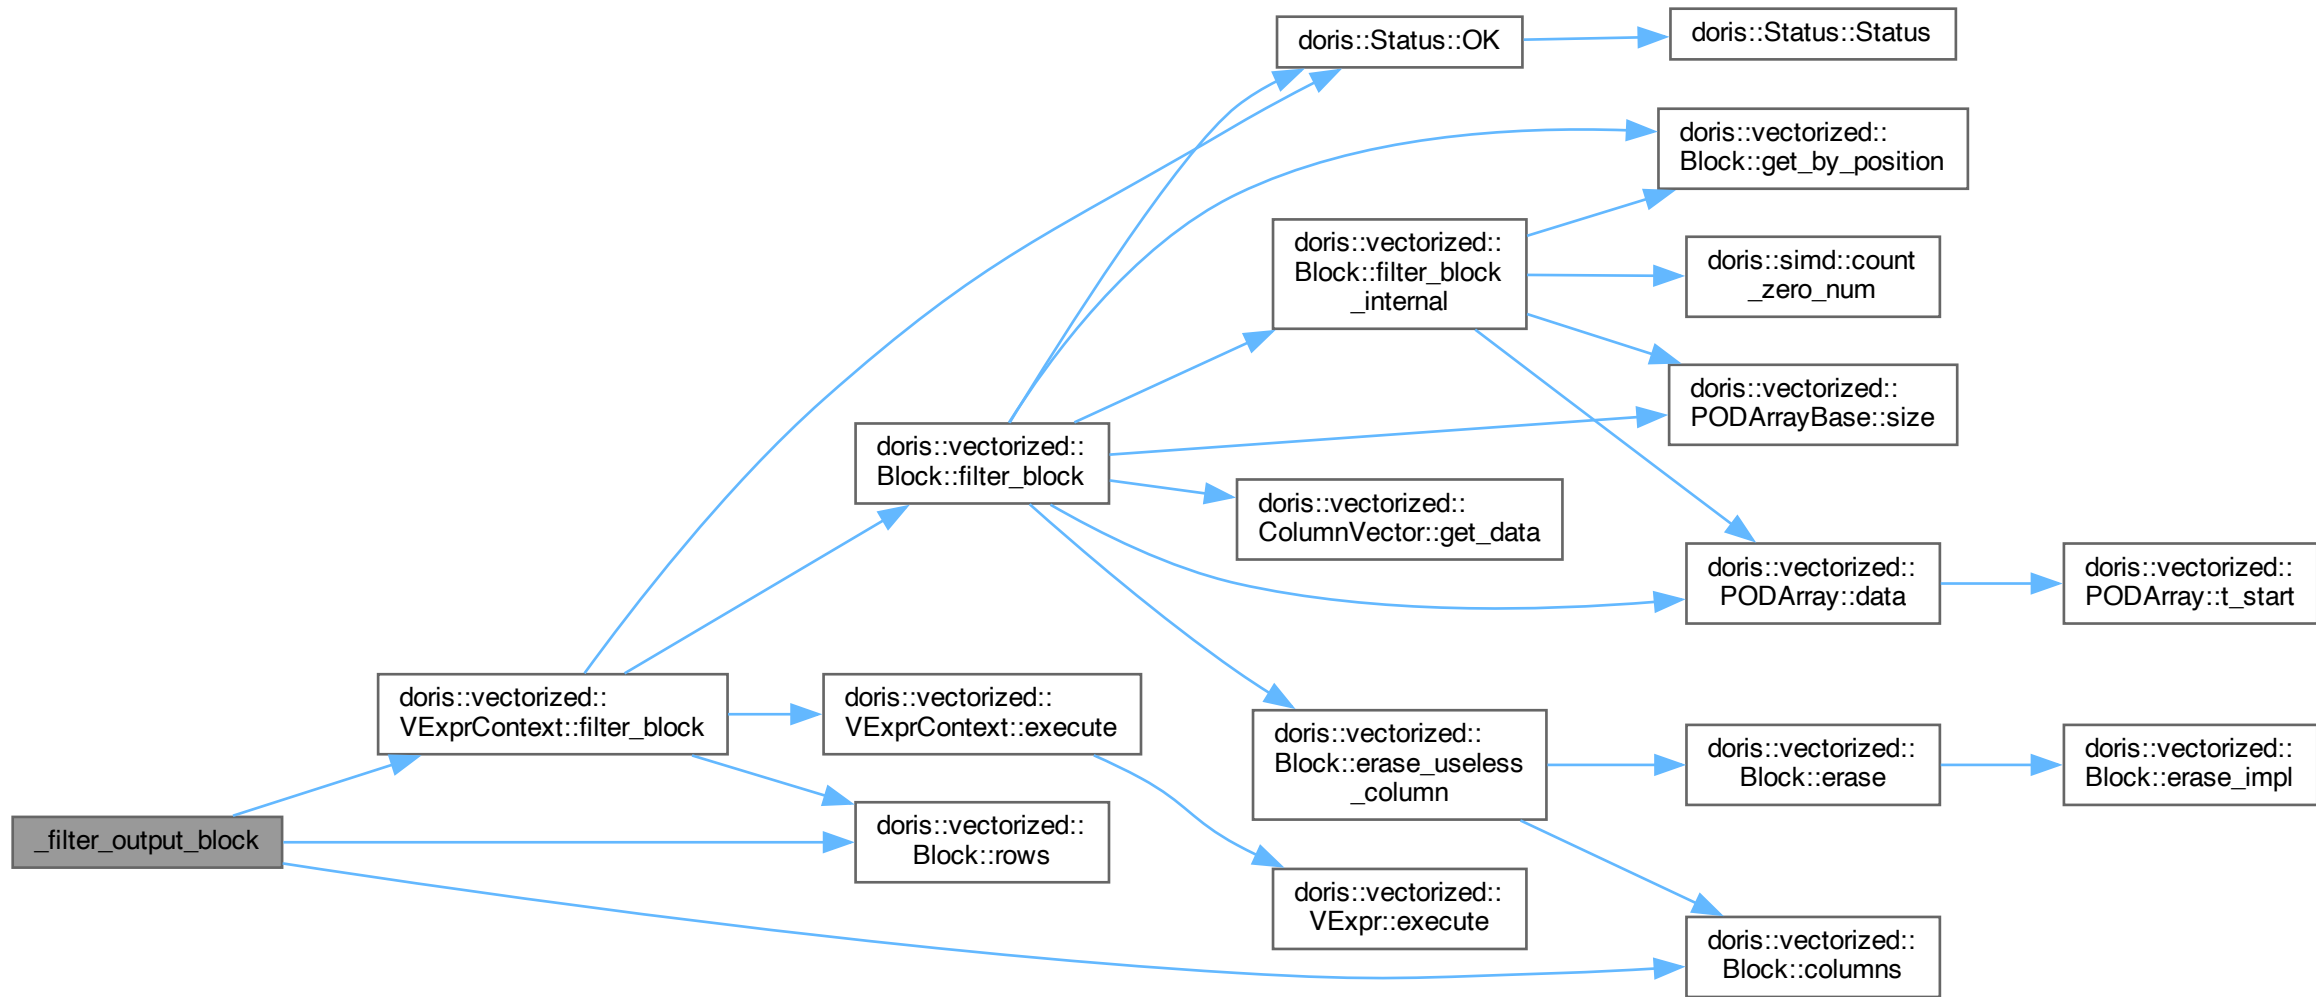 _filter_output_block
doris::vectorized::
VExprContext::filter_block
doris::vectorized::
Block::filter_block
doris::vectorized::
VExprContext::execute
doris::vectorized::
Block::rows
doris::Status::OK
doris::vectorized::
Block::filter_block
_internal
doris::vectorized::
ColumnVector::get_data
doris::vectorized::
Block::erase_useless
_column
doris::vectorized::
VExpr::execute
doris::Status::Status
doris::vectorized::
Block::get_by_position
doris::simd::count
_zero_num
doris::vectorized::
PODArrayBase::size
doris::vectorized::
PODArray::data
doris::vectorized::
Block::erase
doris::vectorized::
Block::columns
doris::vectorized::
PODArray::t_start
doris::vectorized::
Block::erase_impl